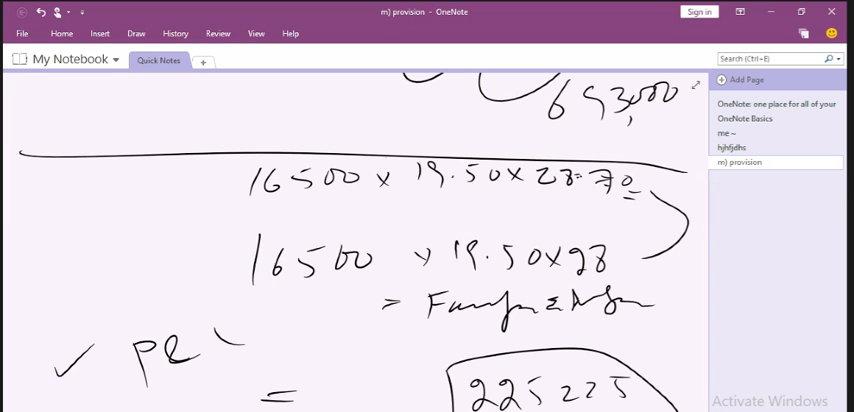 m) provision - OneNote
Sign in
File Home Insert Draw History Review View Help
My Notebook Quick Notes +
Search (Ctrl+E)
Add Page
OneNote: one place for all of your
OneNote Basics
me ~
hjhfjdhs
m) provision
693,000
16500 x 19.50 x 28.70
16500 x 19.50 x 28
=
✓ PR
= 225225
Activate Windows